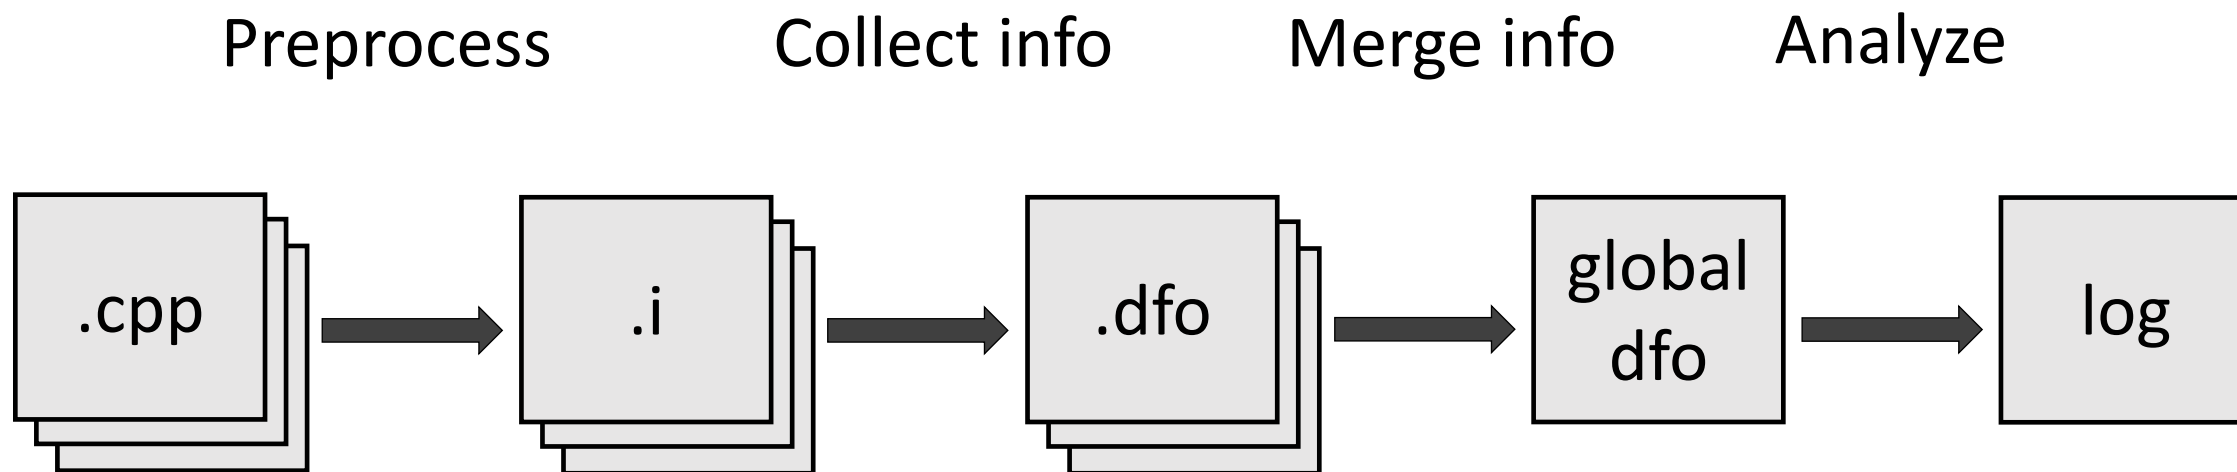 Preprocess
Collect info
Merge info
Analyze
.cpp
.i
.dfo
global
dfo
log